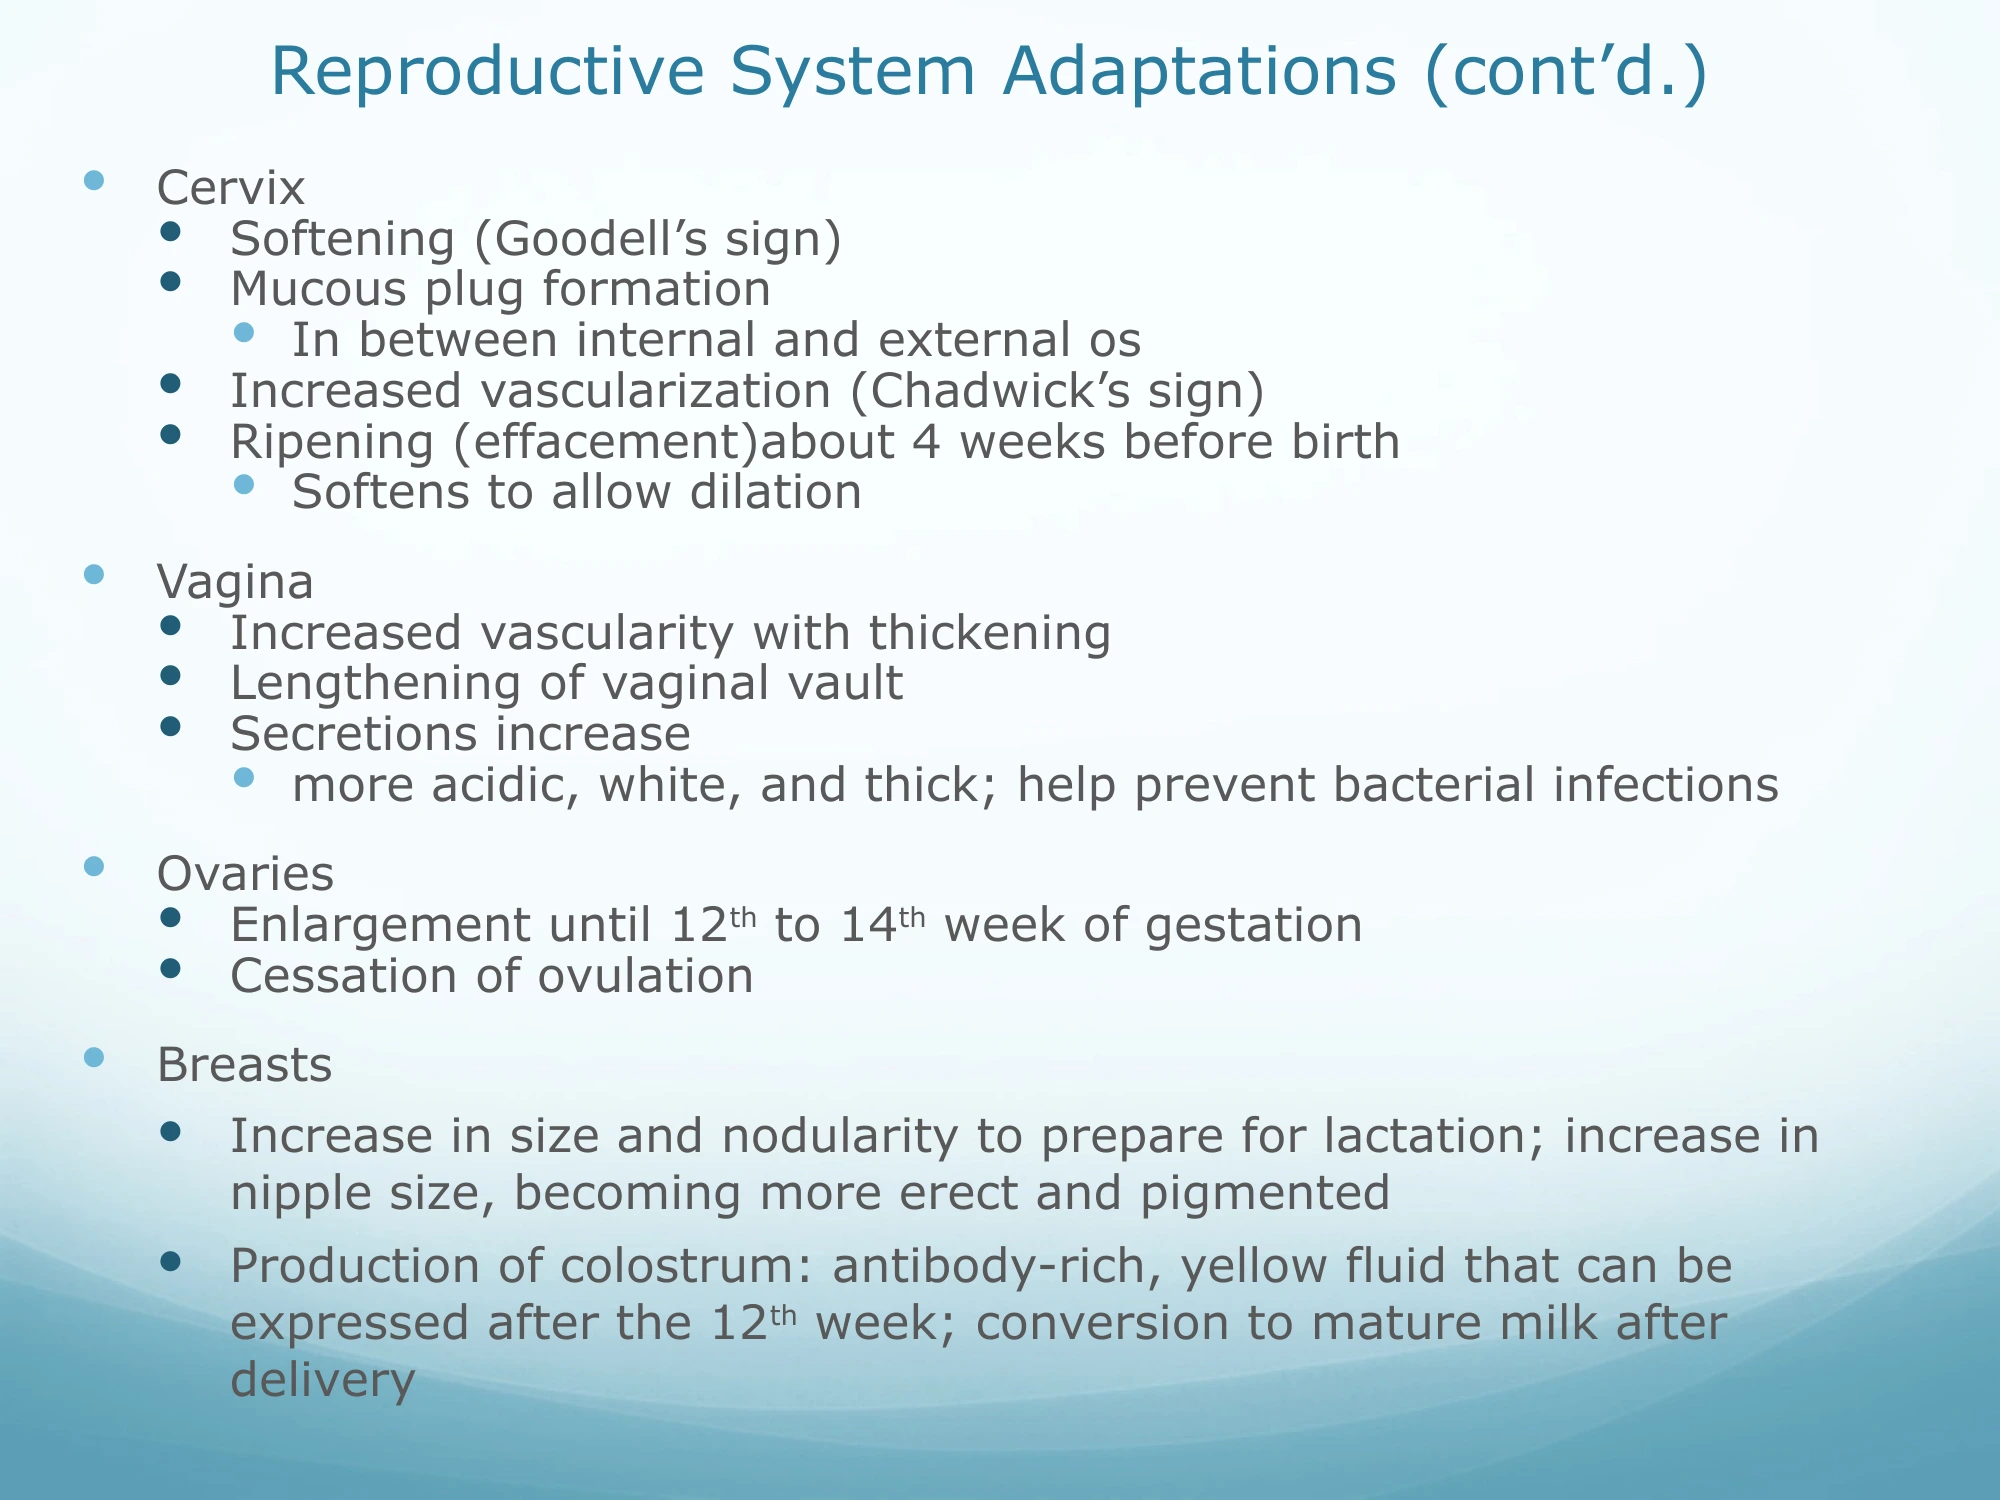 Reproductive System Adaptations (cont’d.)
• Cervix
• Softening (Goodell’s sign)
• Mucous plug formation
• In between internal and external os
• Increased vascularization (Chadwick’s sign)
• Ripening (effacement)about 4 weeks before birth
• Softens to allow dilation
• Vagina
• Increased vascularity with thickening
• Lengthening of vaginal vault
• Secretions increase
• more acidic, white, and thick; help prevent bacterial infections
• Ovaries
• Enlargement until 12th to 14th week of gestation
• Cessation of ovulation
• Breasts
• Increase in size and nodularity to prepare for lactation; increase in
nipple size, becoming more erect and pigmented
• Production of colostrum: antibody-rich, yellow fluid that can be
expressed after the 12th week; conversion to mature milk after
delivery